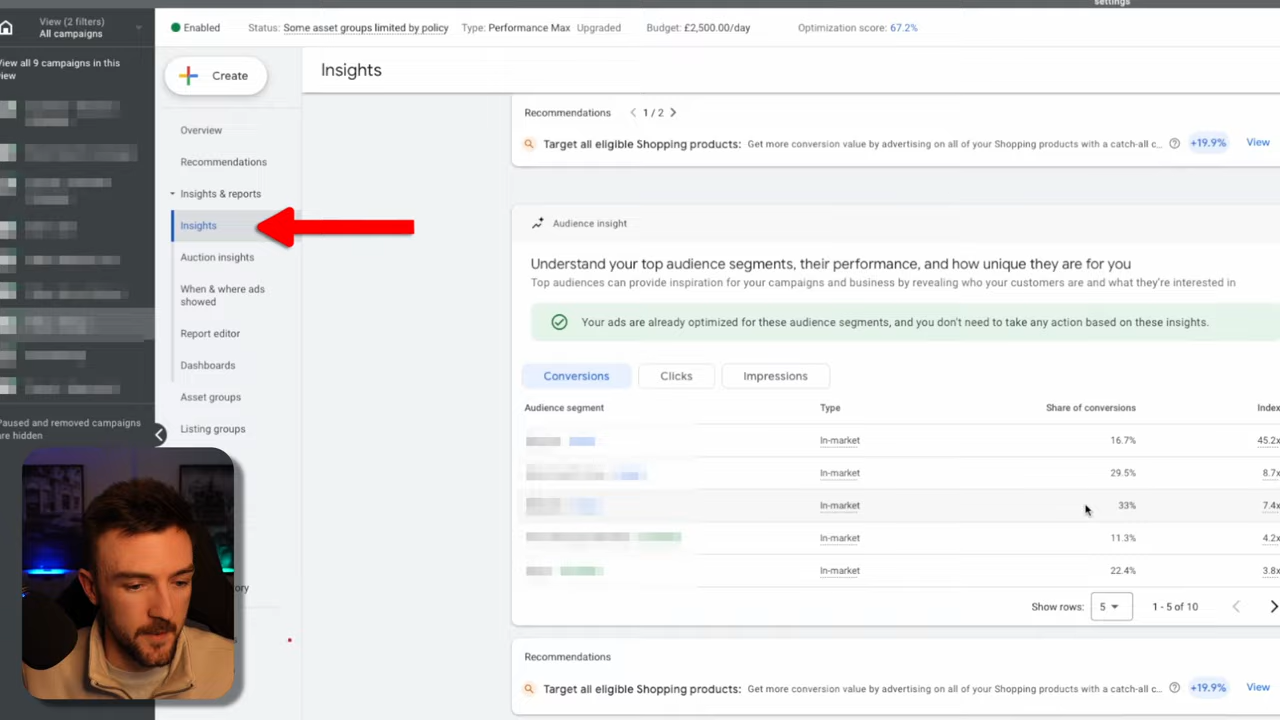 settings
View (2 filters)
All campaigns
Enabled
Status: Some asset groups limited by policy
Type: Performance Max Upgraded
Budget: £2,500.00/day
Optimization score: 67.2%
View all 9 campaigns in this
view
Paused and removed campaigns
are hidden
Create
Overview
Recommendations
Insights & reports
Insights
Auction insights
When & where ads
showed
Report editor
Dashboards
Asset groups
Listing groups
ory
Insights
Recommendations
1 / 2
Target all eligible Shopping products: Get more conversion value by advertising on all of your Shopping products with a catch-all c... +19.9% View
Audience insight
Understand your top audience segments, their performance, and how unique they are for you
Top audiences can provide inspiration for your campaigns and business by revealing who your customers are and what they're interested in
Your ads are already optimized for these audience segments, and you don't need to take any action based on these insights.
Conversions Clicks Impressions
Audience segment Type Share of conversions Index
In-market 16.7% 45.2x
In-market 29.5% 8.7x
In-market 33% 7.4x
In-market 11.3% 4.2x
In-market 22.4% 3.8x
Show rows: 5 1 - 5 of 10
Recommendations
Target all eligible Shopping products: Get more conversion value by advertising on all of your Shopping products with a catch-all c... +19.9% View